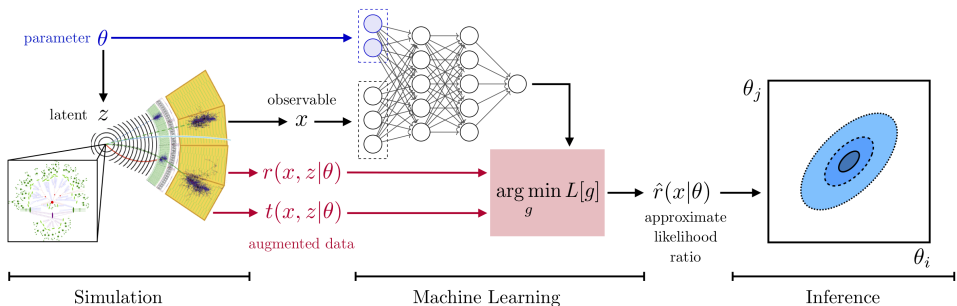 parameter θ
latent z
observable
x
r(x, z|θ)
t(x, z|θ)
augmented data
arg min L[g]
g
r̂(x|θ)
approximate
likelihood
ratio
θj
θi
Simulation
Machine Learning
Inference